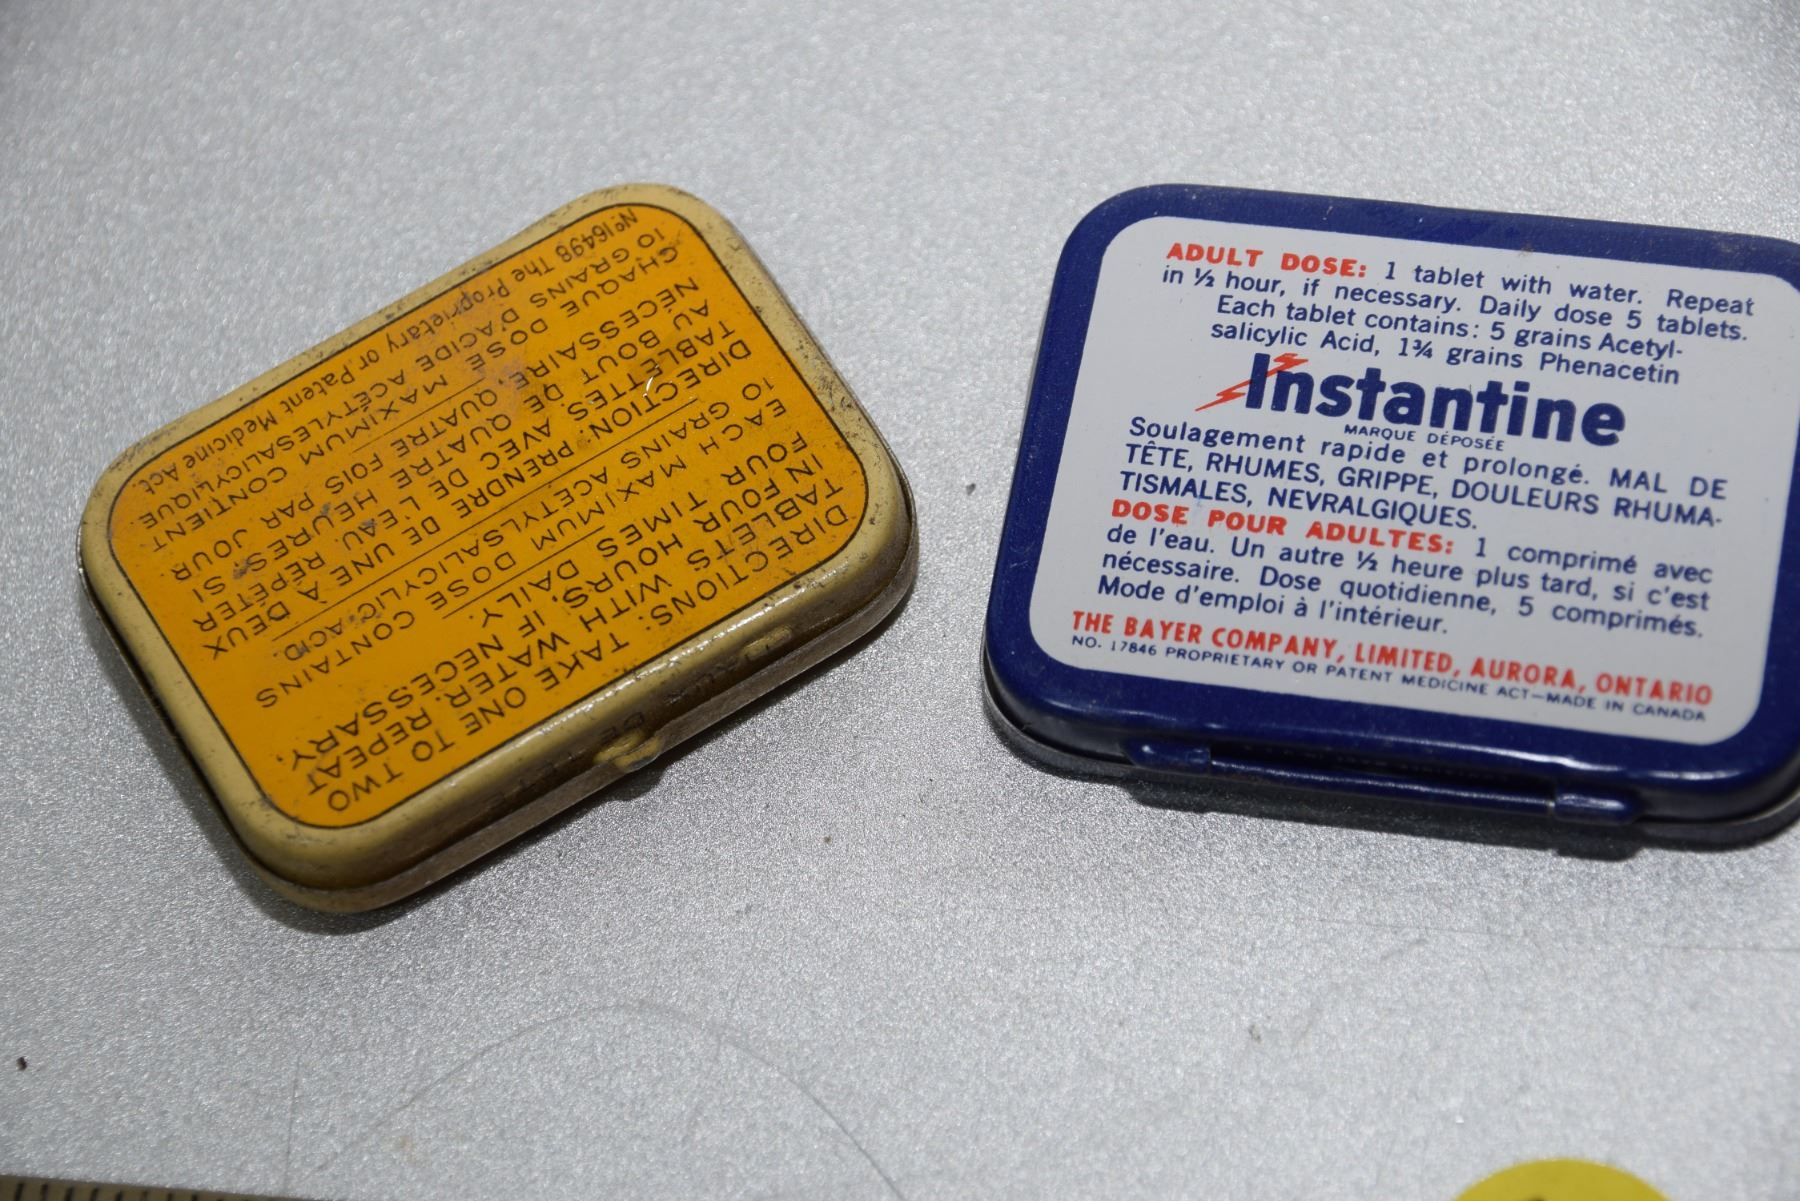 DIRECTIONS: TAKE ONE TO TWO
TABLETS WITH WATER. REPEAT
IN FOUR HOURS, IF NECESSARY.
FOUR TIMES DAILY.
EACH MAXIMUM DOSE CONTAINS
10 GRAINS ACETYLSALICYLIC ACID.
DIRECTION: PRENDRE UNE À DEUX
TABLETTES AVEC DE L'EAU. RÉPÉTER
AU BOUT DE QUATRE HEURES, SI
NÉCESSAIRE, QUATRE FOIS PAR JOUR.
CHAQUE DOSE MAXIMUM CONTIENT
10 GRAINS D'ACIDE ACÉTYLSALICYLIQUE
No 16498 The Proprietary or Patent Medicine Act.
ADULT DOSE: 1 tablet with water. Repeat
in ½ hour, if necessary. Daily dose 5 tablets.
Each tablet contains: 5 grains Acetyl-
salicylic Acid, 1¾ grains Phenacetin
Instantine
MARQUE DÉPOSÉE
Soulagement rapide et prolongé. MAL DE
TÊTE, RHUMES, GRIPPE, DOULEURS RHUMA-
TISMALES, NEVRALGIQUES.
DOSE POUR ADULTES: 1 comprimé avec
de l'eau. Un autre ½ heure plus tard, si c'est
nécessaire. Dose quotidienne, 5 comprimés.
Mode d'emploi à l'intérieur.
THE BAYER COMPANY, LIMITED, AURORA, ONTARIO
NO. 17846 PROPRIETARY OR PATENT MEDICINE ACT—MADE IN CANADA